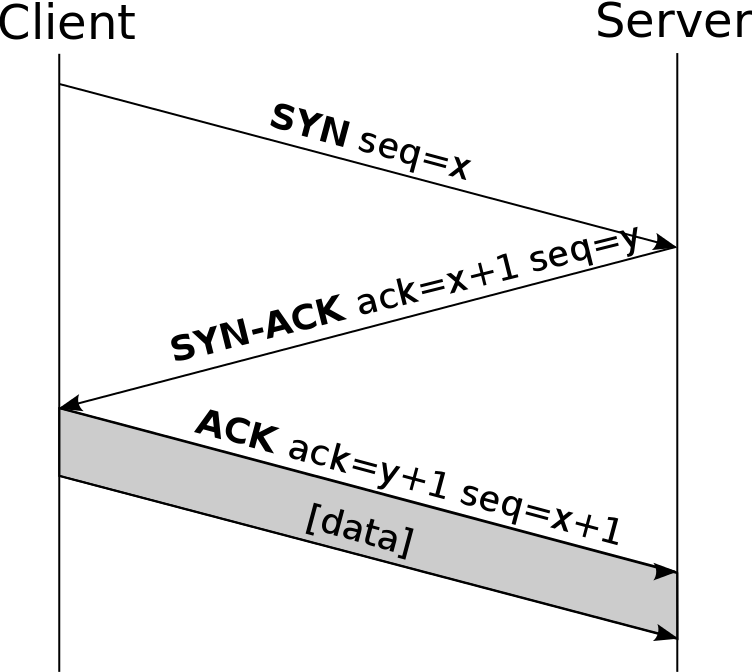 Client
Server
SYN seq=x
SYN-ACK ack=x+1 seq=y
ACK ack=y+1 seq=x+1
[data]